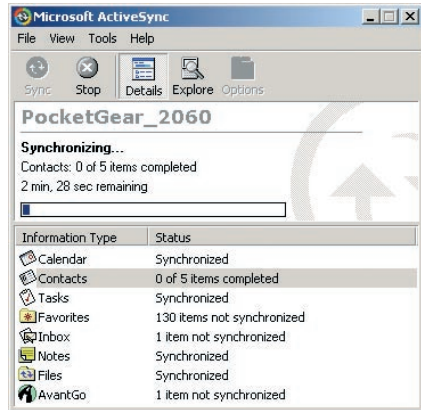 Microsoft ActiveSync
File View Tools Help
Sync Stop Details Explore Options
PocketGear_2060
Synchronizing...
Contacts: 0 of 5 items completed
2 min, 28 sec remaining
Information Type Status
Calendar Synchronized
Contacts 0 of 5 items completed
Tasks Synchronized
Favorites 130 items not synchronized
Inbox 1 item not synchronized
Notes Synchronized
Files Synchronized
AvantGo 1 item not synchronized